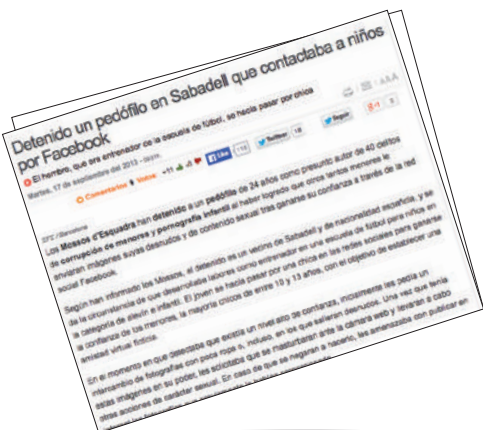 Detenido un pedófilo en Sabadell que contactaba a niños
por Facebook
El hombre, que era entrenador de la escuela de fútbol, se hacía pasar por chica
Martes, 17 de septiembre del 2013
Comentarios Votos +11 Like Twitter 18 Seguir
EFE / Barcelona
Los Mossos d'Esquadra han detenido a un pedófilo de 24 años como presunto autor de 40 delitos
de corrupción de menores y pornografía infantil al haber logrado que otros tantos menores le
enviaran imágenes suyas desnudos y de contenido sexual tras ganarse su confianza a través de la red
social Facebook.
Según han informado los Mossos, el detenido es un vecino de Sabadell y de nacionalidad española, y se
da la circunstancia de que desarrollaba labores como entrenador en una escuela de fútbol para niños en
la categoría de alevín e infantil. El joven se hacía pasar por una chica en las redes sociales para ganarse
la confianza de los menores, la mayoría chicos de entre 10 y 13 años, con el objetivo de establecer una
amistad virtual ficticia.
En el momento en que detectaba que existía un nivel alto de confianza, inicialmente les pedía un
intercambio de fotografías con poca ropa o, incluso, en los que salieran desnudos. Una vez que tenía
estas imágenes en su poder, les solicitaba que se masturbaran ante la cámara web y llevaran a cabo
otras acciones de carácter sexual. En caso de que se negaran a hacerlo, les amenazaba con publicar en